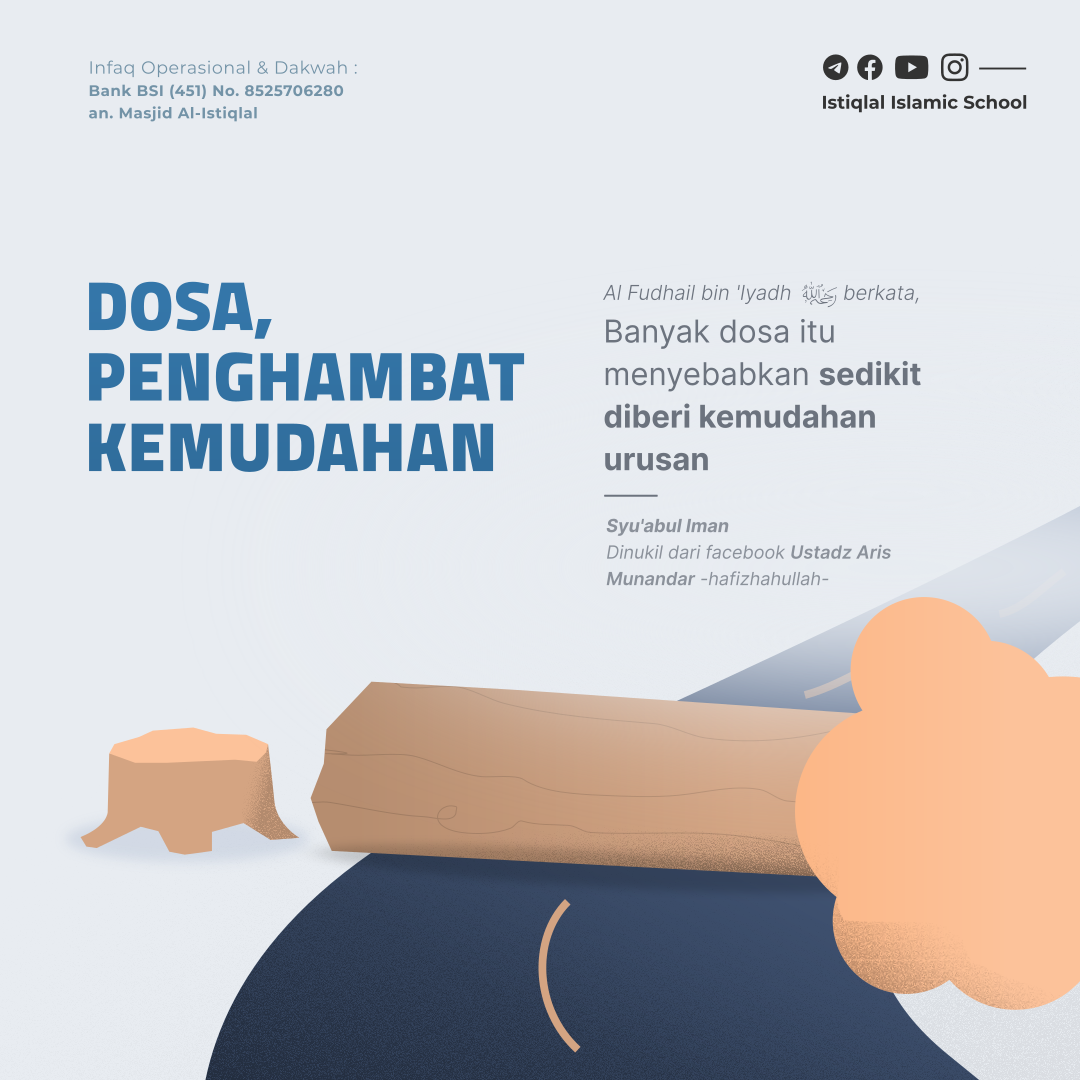 Infaq Operasional & Dakwah :
Bank BSI (451) No. 8525706280
an. Masjid Al-Istiqlal
Istiqlal Islamic School
DOSA,
PENGHAMBAT
KEMUDAHAN
Al Fudhail bin 'Iyadh رحمه الله berkata,
Banyak dosa itu
menyebabkan sedikit
diberi kemudahan
urusan
Syu'abul Iman
Dinukil dari facebook Ustadz Aris
Munandar -hafizhahullah-